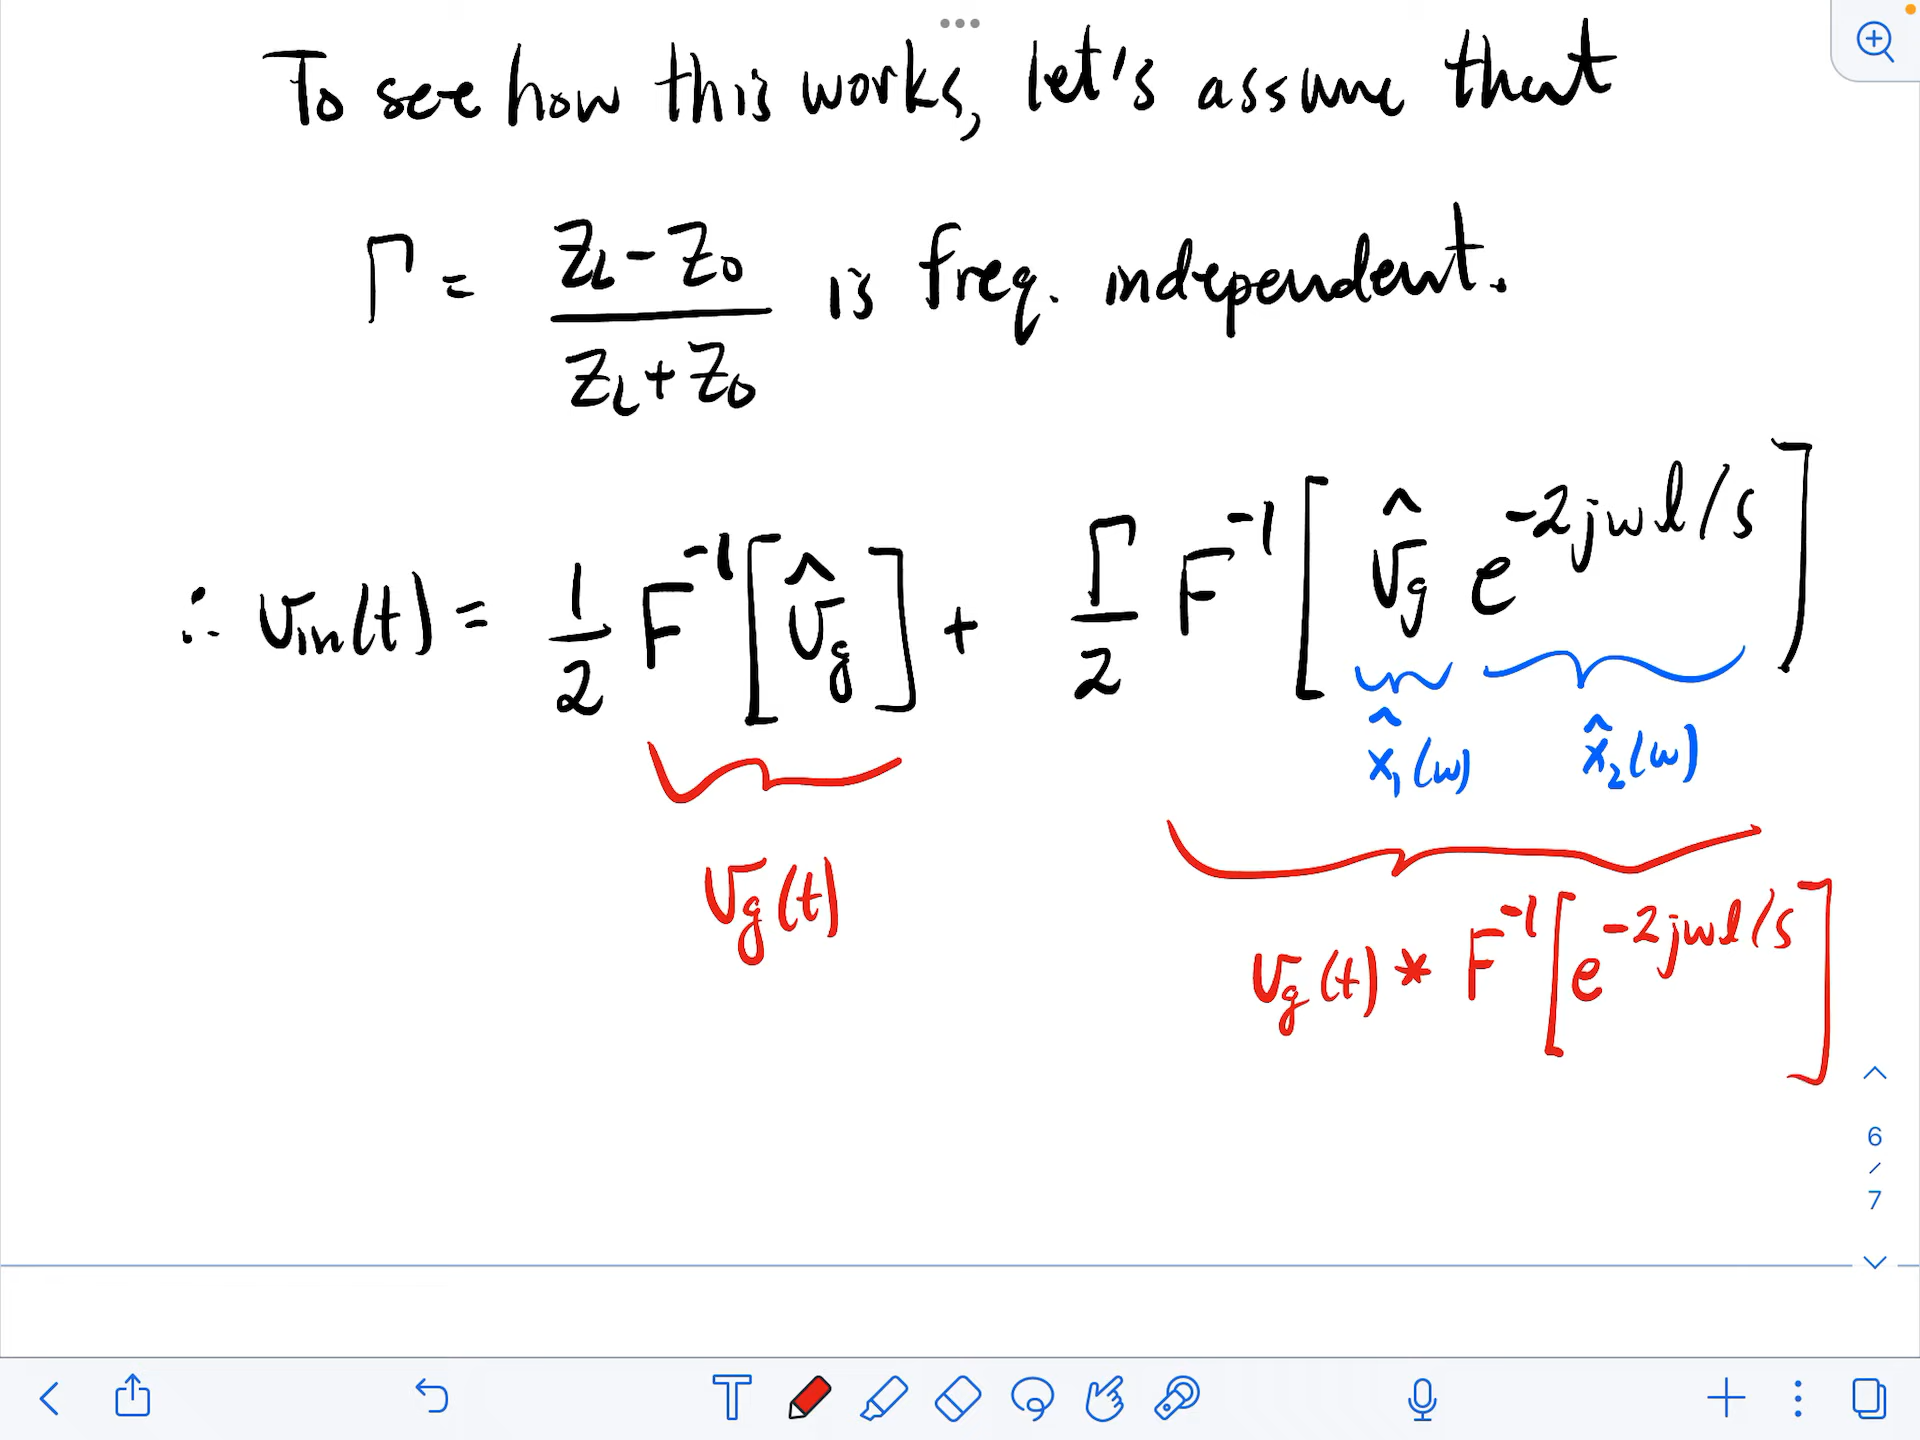 To see how this works, let's assume that
Γ = (Z_L - Z_0)/(Z_L + Z_0) is freq. independent.
∴ v_in(t) = 1/2 F^-1[v̂_g] + Γ/2 F^-1[v̂_g e^(-2jωl/s)]
x̂_1(ω) x̂_2(ω)
v_g(t)
v_g(t) * F^-1[e^(-2jωl/s)]
6
/
7
T